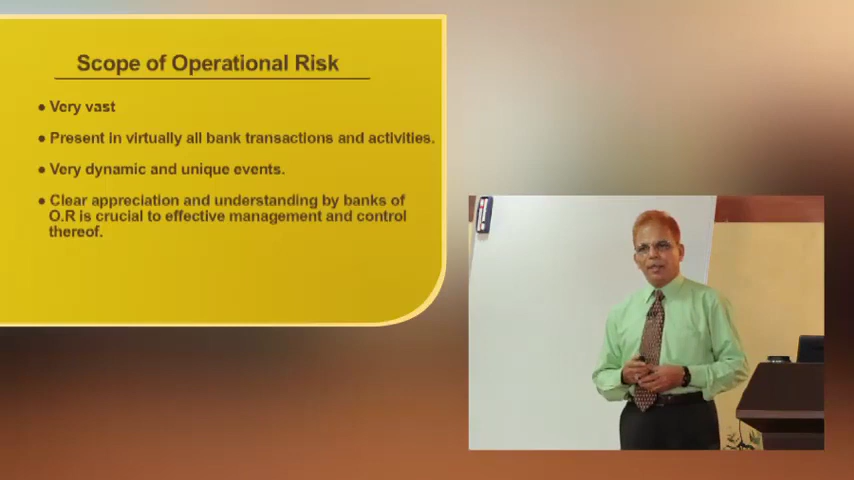 Scope of Operational Risk
● Very vast
● Present in virtually all bank transactions and activities.
● Very dynamic and unique events.
● Clear appreciation and understanding by banks of
O.R is crucial to effective management and control
thereof.